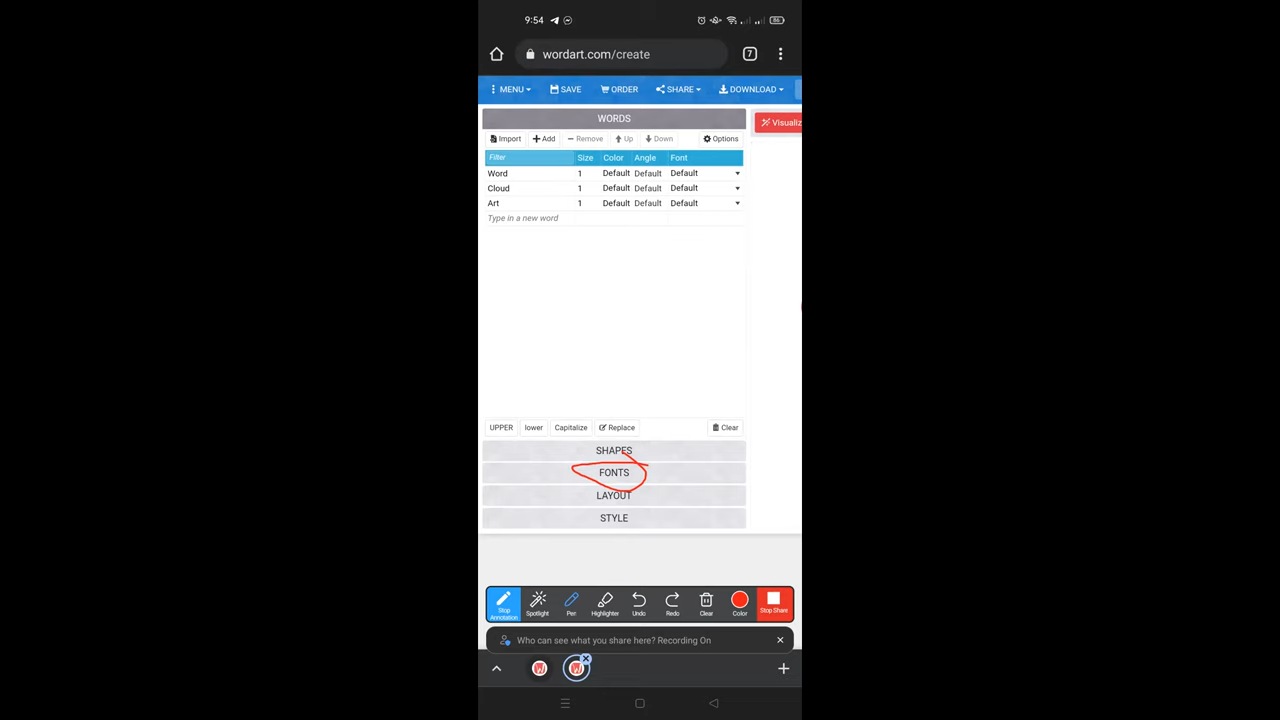 9:54 86
wordart.com/create 7
MENU SAVE ORDER SHARE DOWNLOAD
WORDS
Visualiz
Import Add Remove Up Down Options
Filter Size Color Angle Font
Word 1 Default Default Default
Cloud 1 Default Default Default
Art 1 Default Default Default
Type in a new word
UPPER lower Capitalize Replace Clear
SHAPES
FONTS
LAYOUT
STYLE
Stop Annotation Spotlight Pen Highlighter Undo Redo Clear Color Stop Share
Who can see what you share here? Recording On